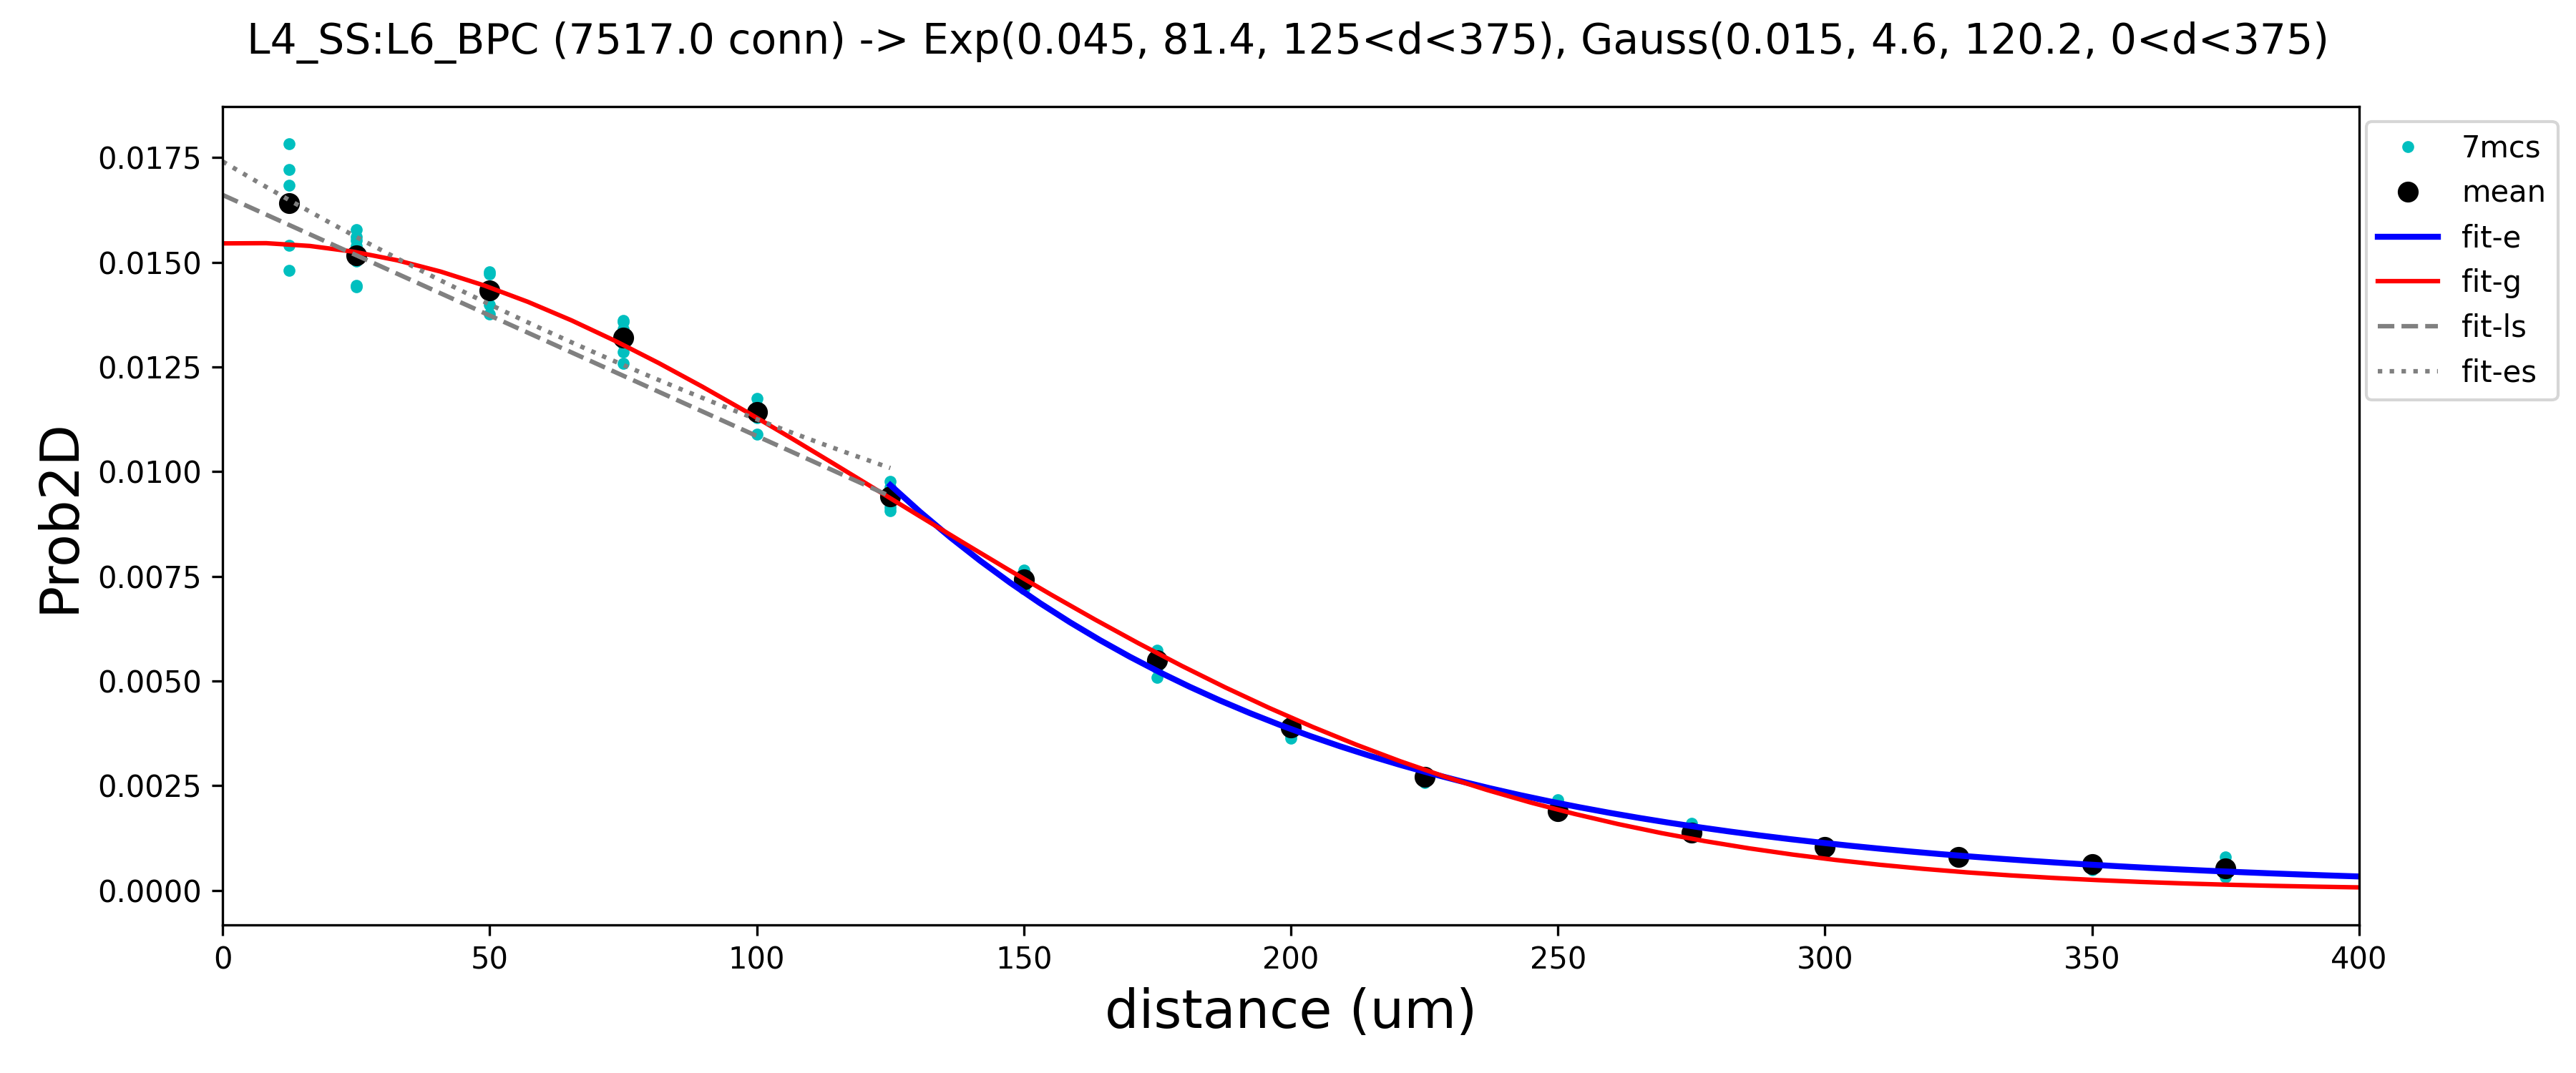 L4_SS:L6_BPC (7517.0 conn) -> Exp(0.045, 81.4, 125<d<375), Gauss(0.015, 4.6, 120.2, 0<d<375)
Prob2D
0.0175
0.0150
0.0125
0.0100
0.0075
0.0050
0.0025
0.0000
0 50 100 150 200 250 300 350 400
distance (um)
7mcs
mean
fit-e
fit-g
fit-ls
fit-es